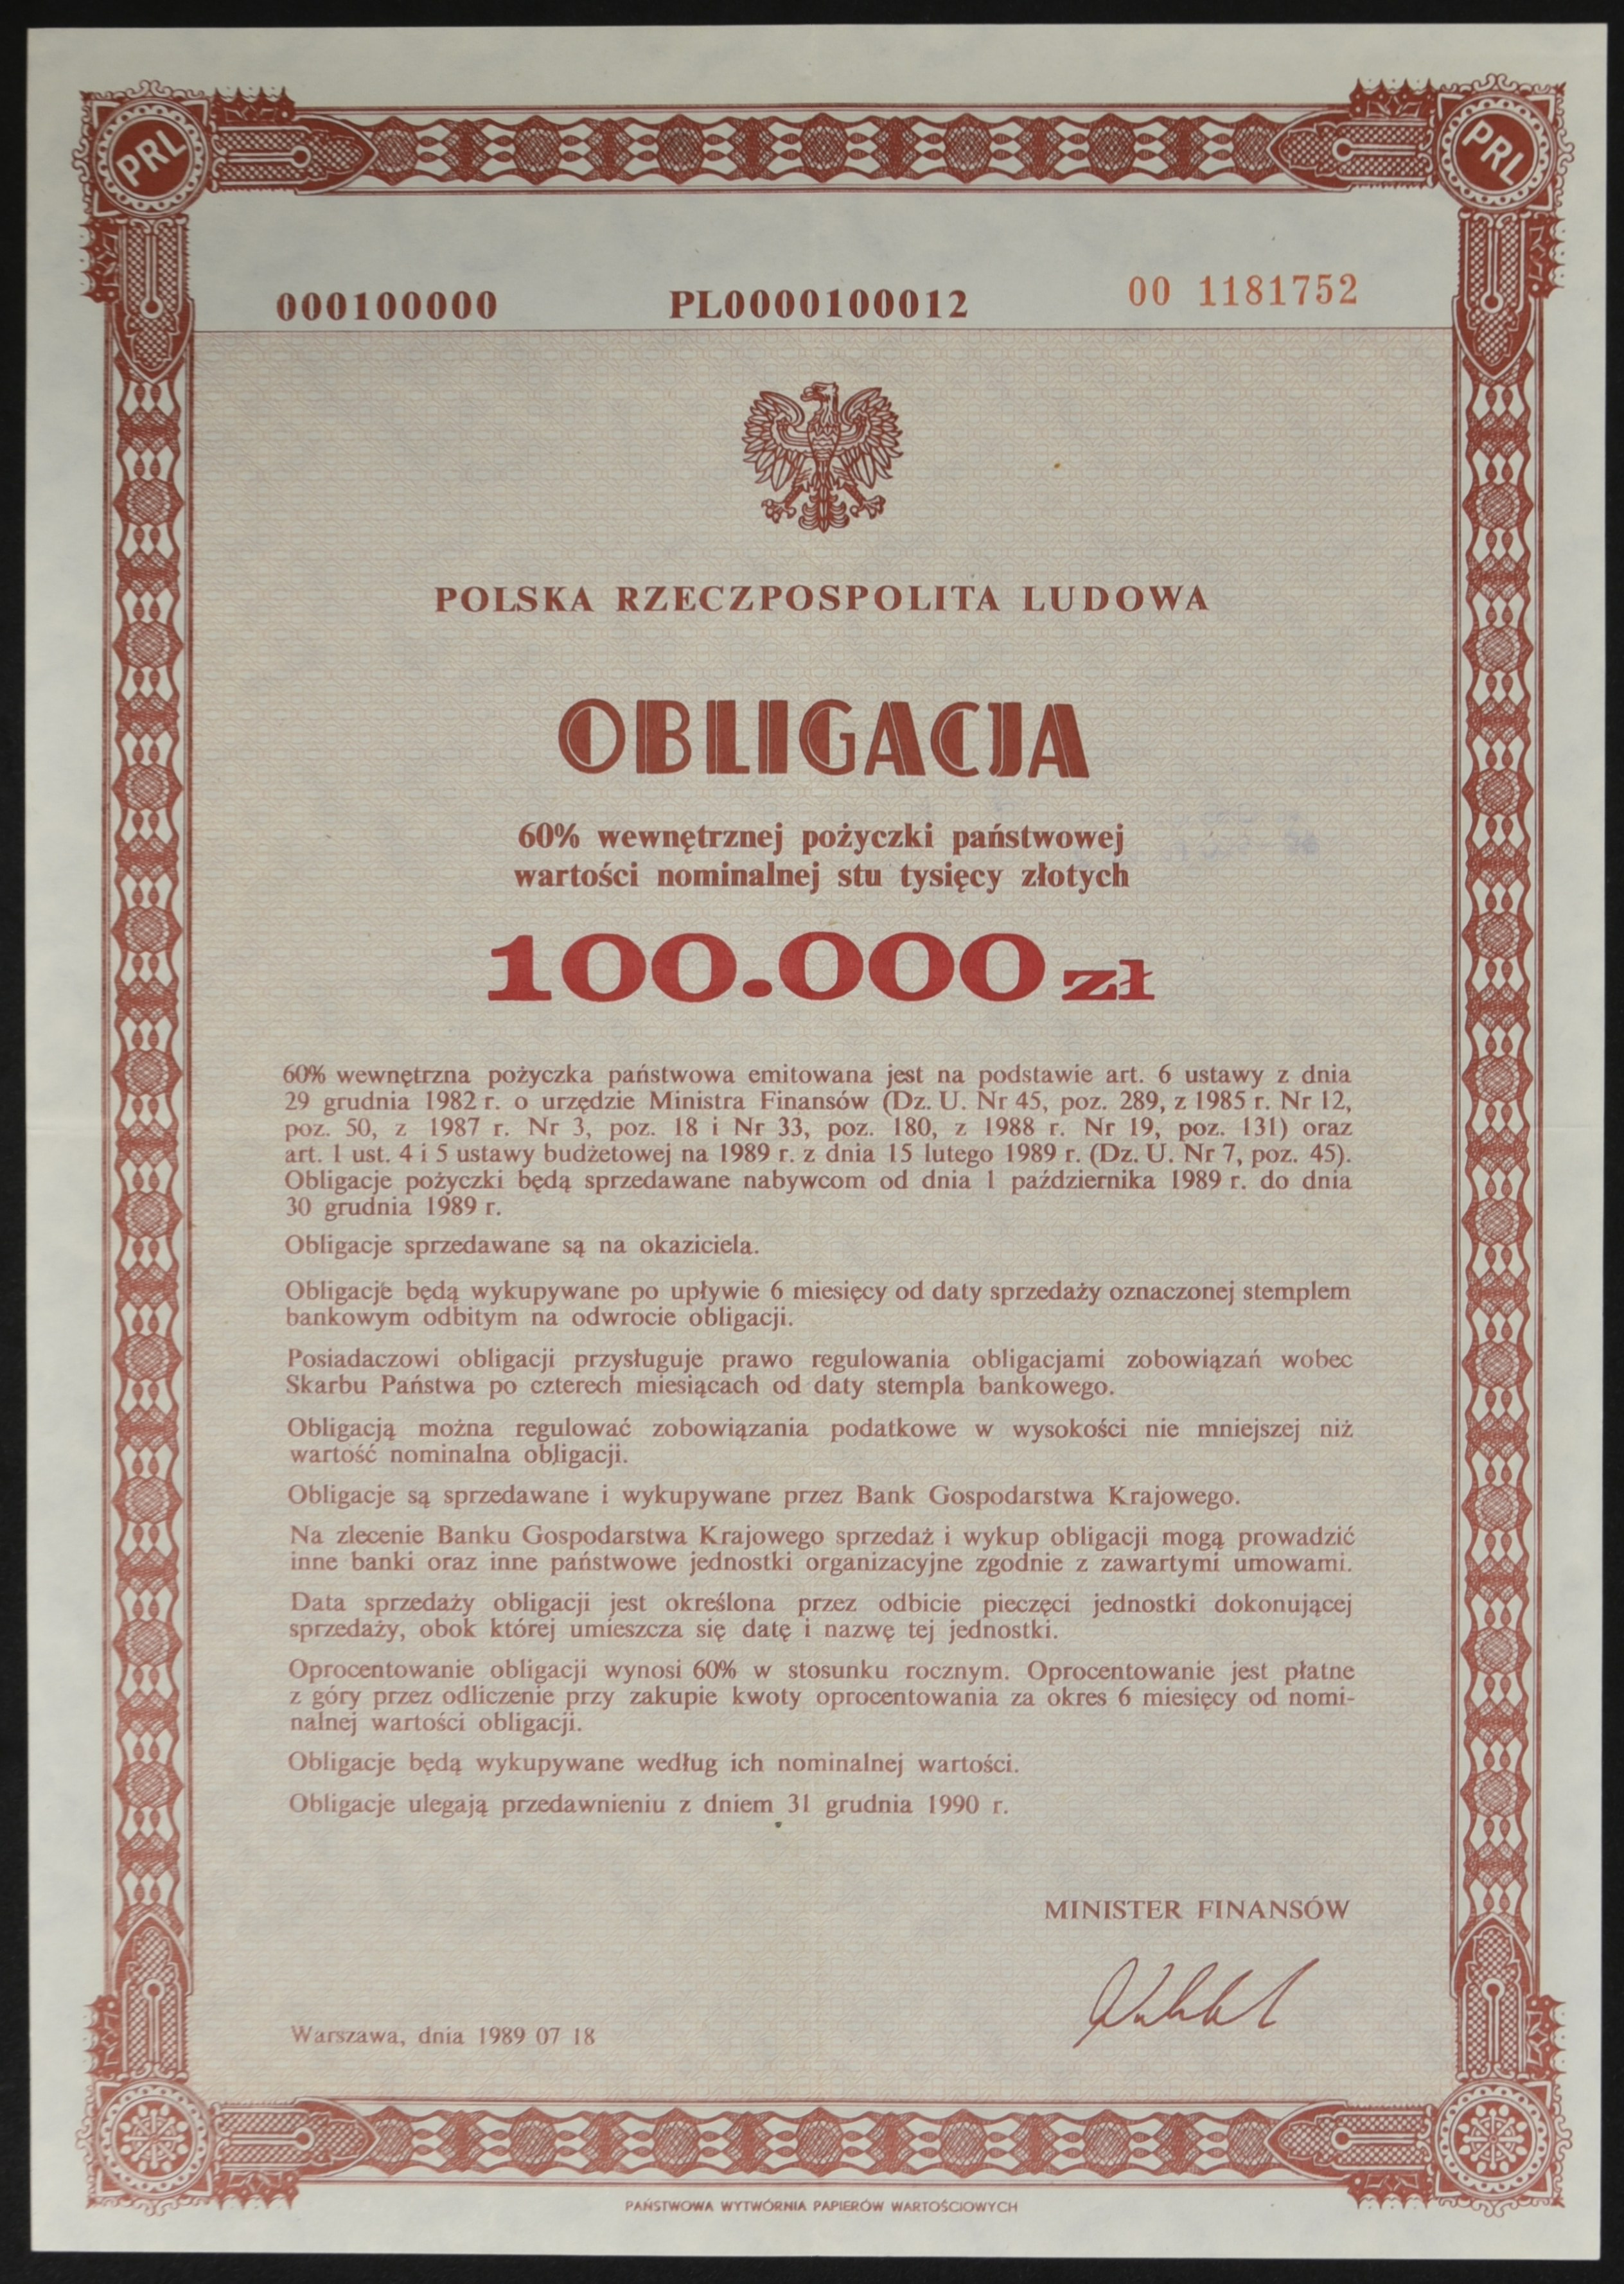 PRL
PRL
000100000 PL0000100012 00 1181752
POLSKA RZECZPOSPOLITA LUDOWA
OBLIGACJA
60% wewnętrznej pożyczki państwowej
wartości nominalnej stu tysięcy złotych
100.000 zł
60% wewnętrzna pożyczka państwowa emitowana jest na podstawie art. 6 ustawy z dnia
29 grudnia 1982 r. o urzędzie Ministra Finansów (Dz. U. Nr 45, poz. 289, z 1985 r. Nr 12,
poz. 50, z 1987 r. Nr 3, poz. 18 i Nr 33, poz. 180, z 1988 r. Nr 19, poz. 131) oraz
art. 1 ust. 4 i 5 ustawy budżetowej na 1989 r. z dnia 15 lutego 1989 r. (Dz. U. Nr 7, poz. 45).
Obligacje pożyczki będą sprzedawane nabywcom od dnia 1 października 1989 r. do dnia
30 grudnia 1989 r.
Obligacje sprzedawane są na okaziciela.
Obligacje będą wykupywane po upływie 6 miesięcy od daty sprzedaży oznaczonej stemplem
bankowym odbitym na odwrocie obligacji.
Posiadaczowi obligacji przysługuje prawo regulowania obligacjami zobowiązań wobec
Skarbu Państwa po czterech miesiącach od daty stempla bankowego.
Obligacją można regulować zobowiązania podatkowe w wysokości nie mniejszej niż
wartość nominalna obligacji.
Obligacje są sprzedawane i wykupywane przez Bank Gospodarstwa Krajowego.
Na zlecenie Banku Gospodarstwa Krajowego sprzedaż i wykup obligacji mogą prowadzić
inne banki oraz inne państwowe jednostki organizacyjne zgodnie z zawartymi umowami.
Data sprzedaży obligacji jest określona przez odbicie pieczęci jednostki dokonującej
sprzedaży, obok której umieszcza się datę i nazwę tej jednostki.
Oprocentowanie obligacji wynosi 60% w stosunku rocznym. Oprocentowanie jest płatne
z góry przez odliczenie przy zakupie kwoty oprocentowania za okres 6 miesięcy od nomi-
nalnej wartości obligacji.
Obligacje będą wykupywane według ich nominalnej wartości.
Obligacje ulegają przedawnieniu z dniem 31 grudnia 1990 r.
MINISTER FINANSÓW
Warszawa, dnia 1989 07 18
PAŃSTWOWA WYTWÓRNIA PAPIERÓW WARTOŚCIOWYCH